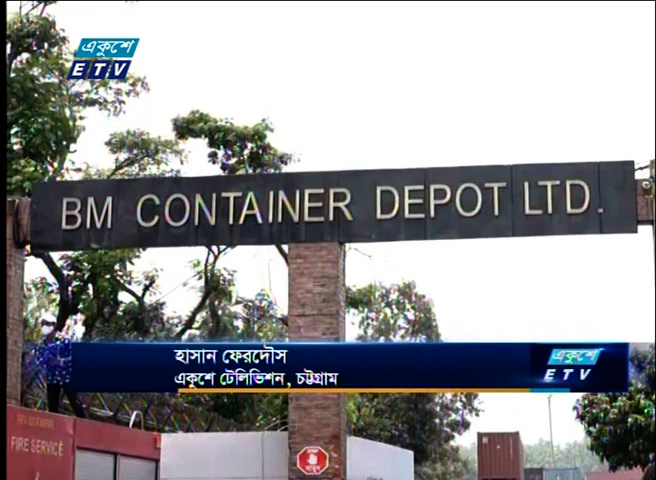 একুশে
ETV
BM CONTAINER DEPOT LTD.
হাসান ফেরদৌস
একুশে টেলিভিশন, চট্টগ্রাম
একুশে
ETV
FIRE SERVICE